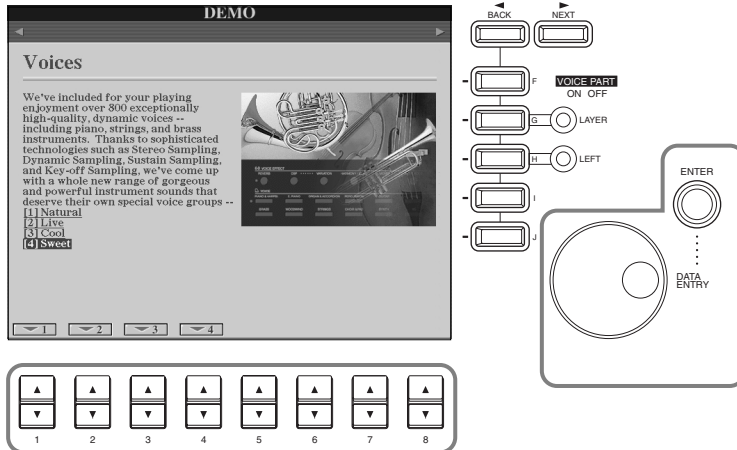 DEMO
Voices
We've included for your playing
enjoyment over 800 exceptionally
high-quality, dynamic voices --
including piano, strings, and brass
instruments. Thanks to sophisticated
technologies such as Stereo Sampling,
Dynamic Sampling, Sustain Sampling,
and Key-off Sampling, we've come up
with a whole new range of gorgeous
and powerful instrument sounds that
deserve their own special voice groups --
[1] Natural
[2] Live
[3] Cool
[4] Sweet
VOICE EFFECT
VOICE
1 2 3 4
BACK NEXT
F VOICE PART
ON OFF
G LAYER
H LEFT
I
J
ENTER
DATA
ENTRY
1 2 3 4 5 6 7 8